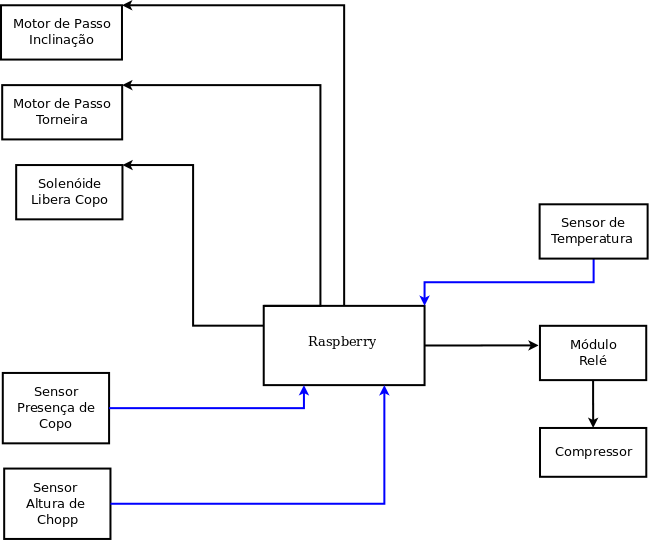 Motor de Passo
Inclinação
Motor de Passo
Torneira
Solenóide
Libera Copo
Sensor de
Temperatura
Raspberry
Módulo
Relé
Sensor
Presença de
Copo
Compressor
Sensor
Altura de
Chopp